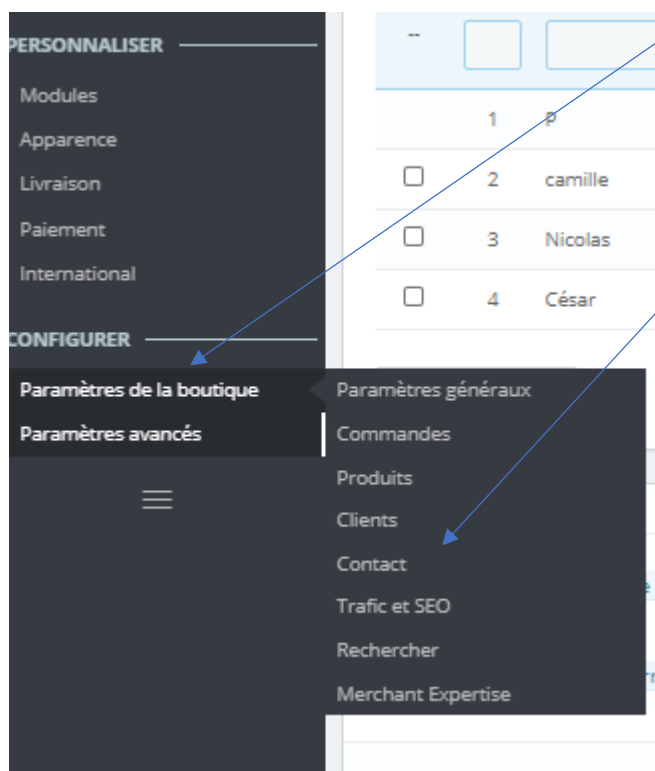 PERSONNALISER
Modules
Apparence
Livraison
Paiement
International
CONFIGURER
Paramètres de la boutique
Paramètres avancés
--
1 P
2 camille
3 Nicolas
4 César
Paramètres généraux
Commandes
Produits
Clients
Contact
Trafic et SEO
Rechercher
Merchant Expertise